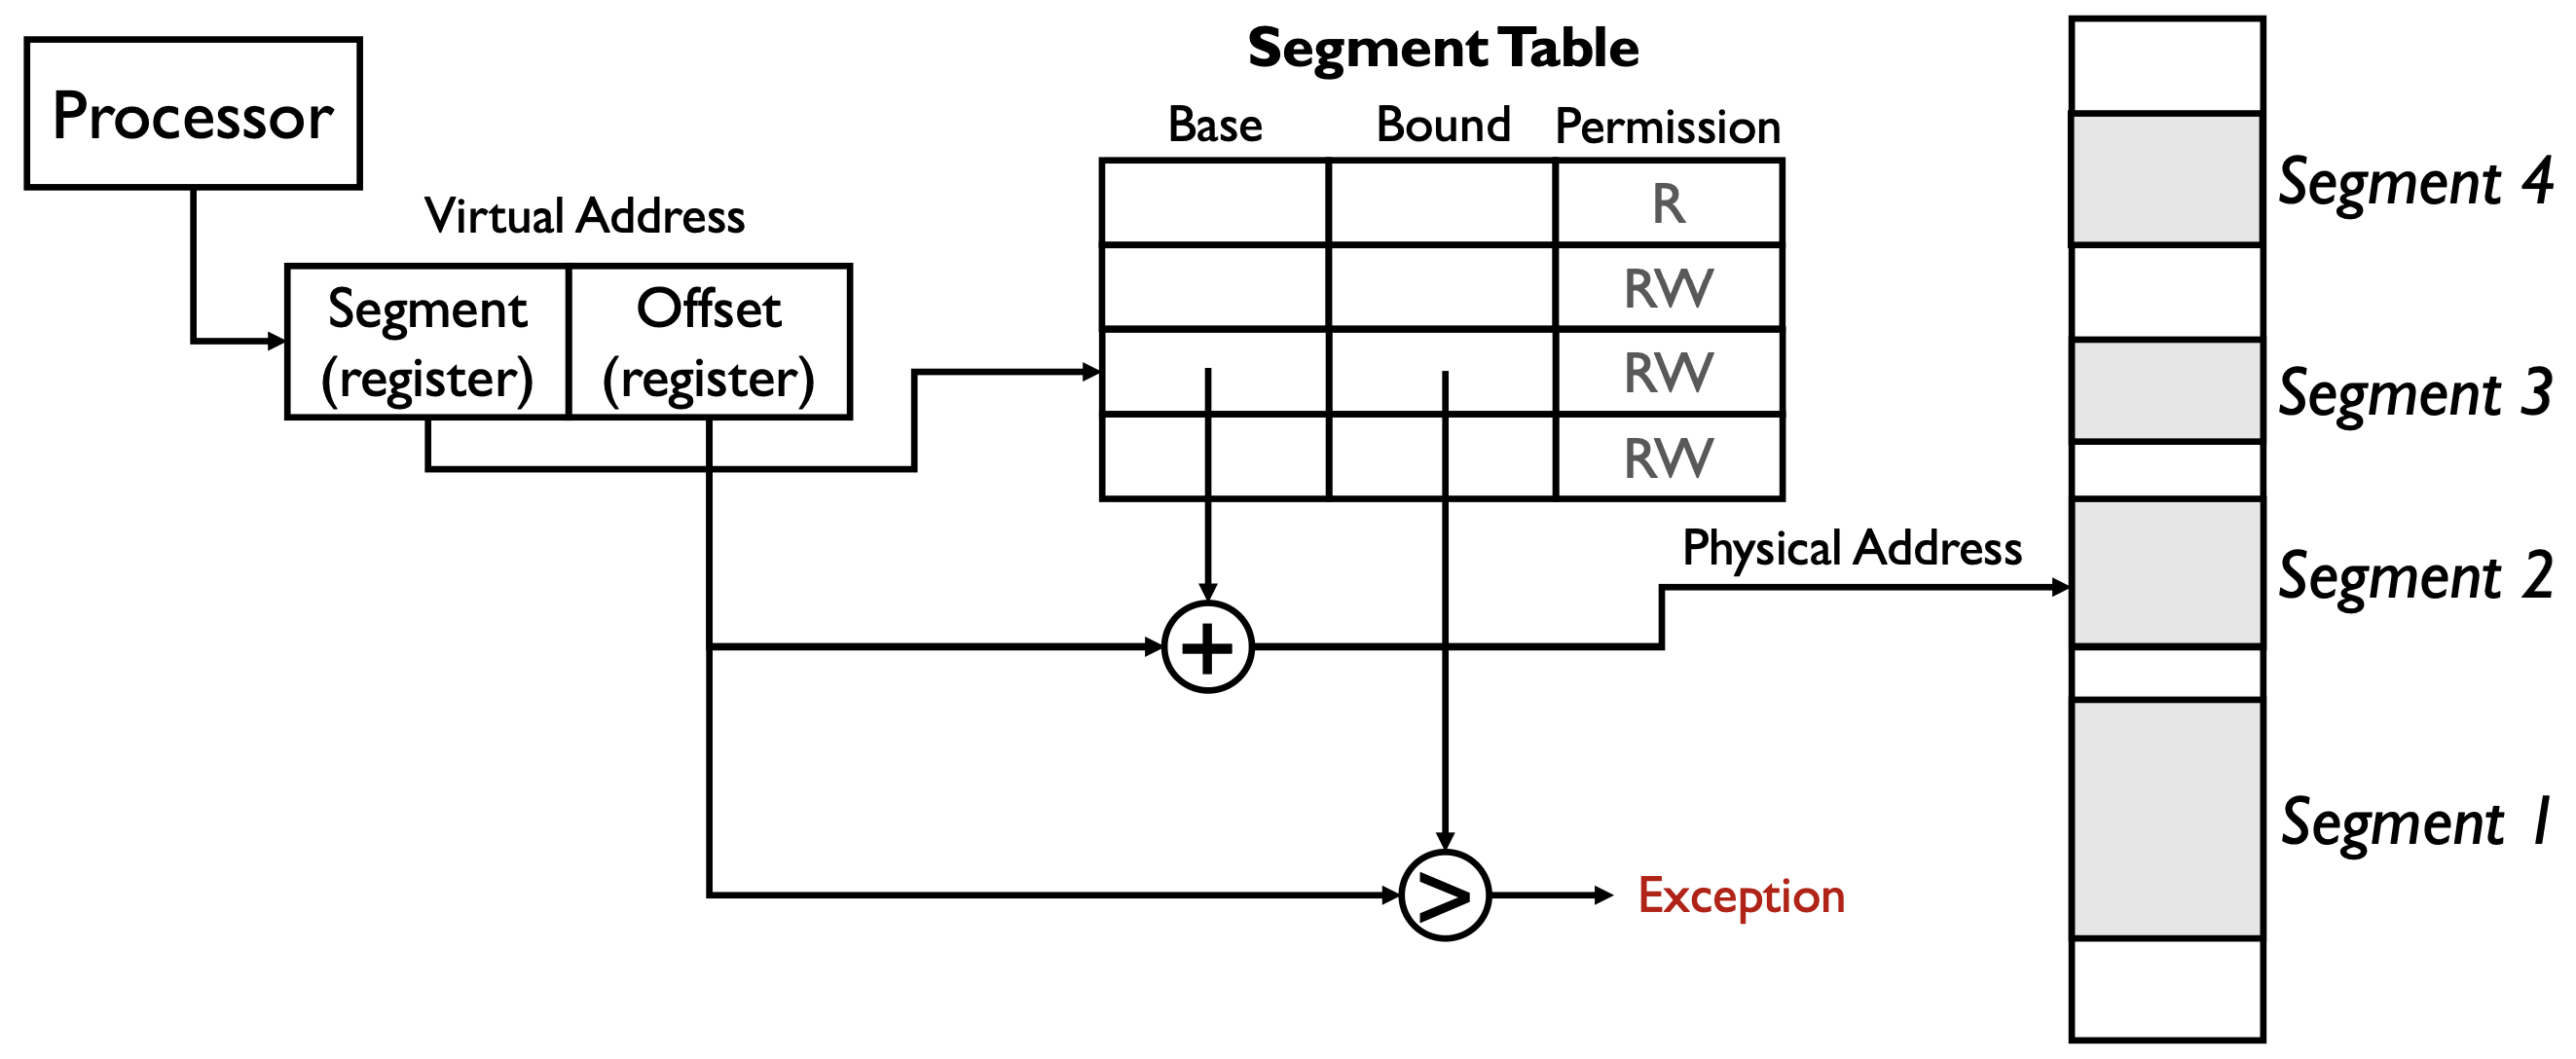 Processor
Virtual Address
Segment
(register)
Offset
(register)
Segment Table
Base
Bound
Permission
R
RW
RW
RW
+
>
Exception
Physical Address
Segment 4
Segment 3
Segment 2
Segment 1